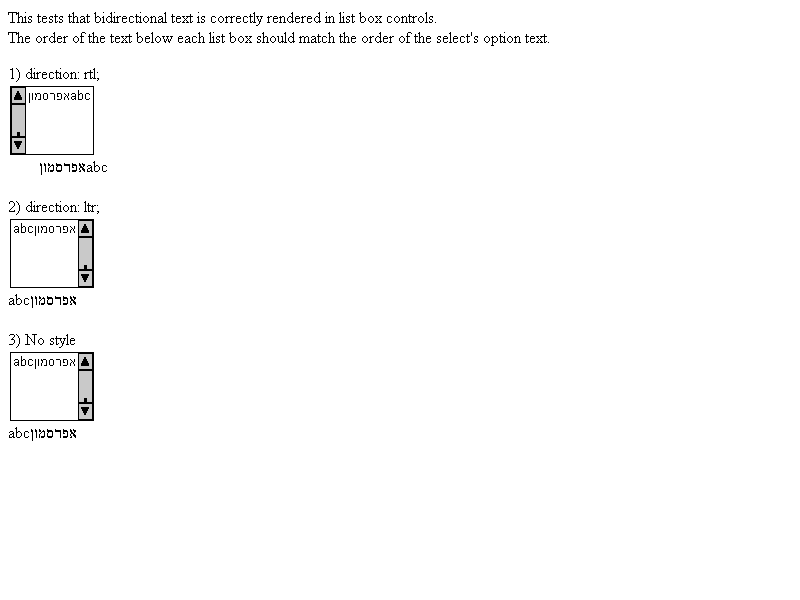 This tests that bidirectional text is correctly rendered in list box controls.
The order of the text below each list box should match the order of the select's option text.
1) direction: rtl;
abcאפרסמון
abcאפרסמון
2) direction: ltr;
abcאפרסמון
abcאפרסמון
3) No style
abcאפרסמון
abcאפרסמון